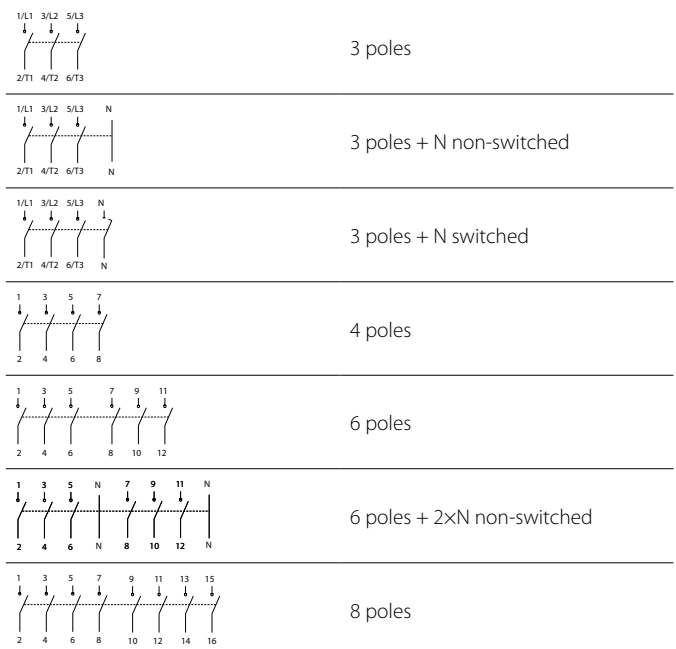 1/L1 3/L2 5/L3
3 poles
2/T1 4/T2 6/T3
1/L1 3/L2 5/L3 N
3 poles + N non-switched
2/T1 4/T2 6/T3 N
1/L1 3/L2 5/L3 N
3 poles + N switched
2/T1 4/T2 6/T3 N
1 3 5 7
4 poles
2 4 6 8
1 3 5 7 9 11
6 poles
2 4 6 8 10 12
1 3 5 N 7 9 11 N
6 poles + 2×N non-switched
2 4 6 N 8 10 12 N
1 3 5 7 9 11 13 15
8 poles
2 4 6 8 10 12 14 16